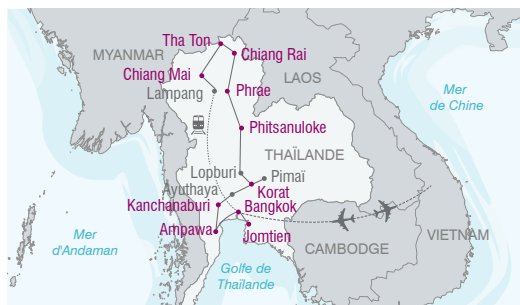 Tha Ton
MYANMAR
Chiang Rai
Chiang Mai
LAOS
Lampang
Phrae
Mer
de Chine
Phitsanuloke
THAÏLANDE
Lopburi
Pimaï
Ayuthaya
Korat
Kanchanaburi
Bangkok
Ampawa
Jomtien
Mer
d'Andaman
CAMBODGE
VIETNAM
Golfe de
Thaïlande